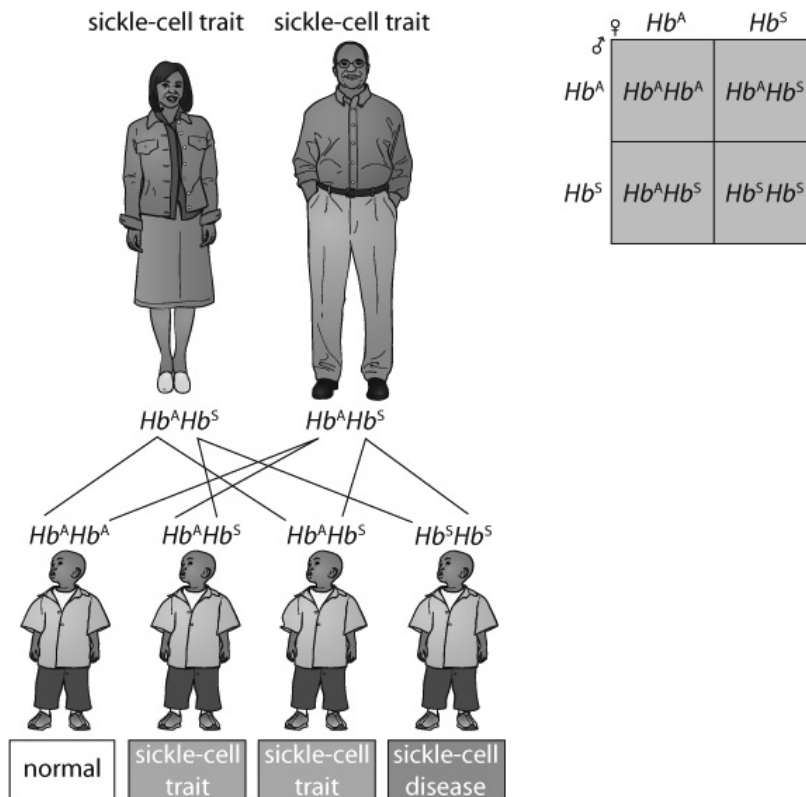 sickle-cell trait sickle-cell trait
♀ Hbᴬ Hbˢ
♂
Hbᴬ HbᴬHbᴬ HbᴬHbˢ
Hbˢ HbᴬHbˢ HbˢHbˢ
HbᴬHbˢ HbᴬHbˢ
HbᴬHbᴬ HbᴬHbˢ HbᴬHbˢ HbˢHbˢ
normal
sickle-cell
trait
sickle-cell
trait
sickle-cell
disease